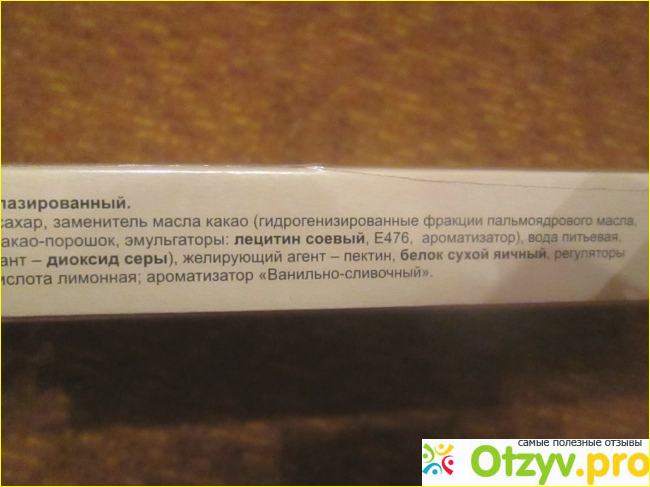 лазированный.
сахар, заменитель масла какао (гидрогенизированные фракции пальмоядрового масла,
акао-порошок, эмульгаторы: лецитин соевый, Е476, ароматизатор), вода питьевая,
ант – диоксид серы), желирующий агент – пектин, белок сухой яичный, регуляторы
ислота лимонная; ароматизатор «Ванильно-сливочный».
самые полезные отзывы
Otzyv.pro